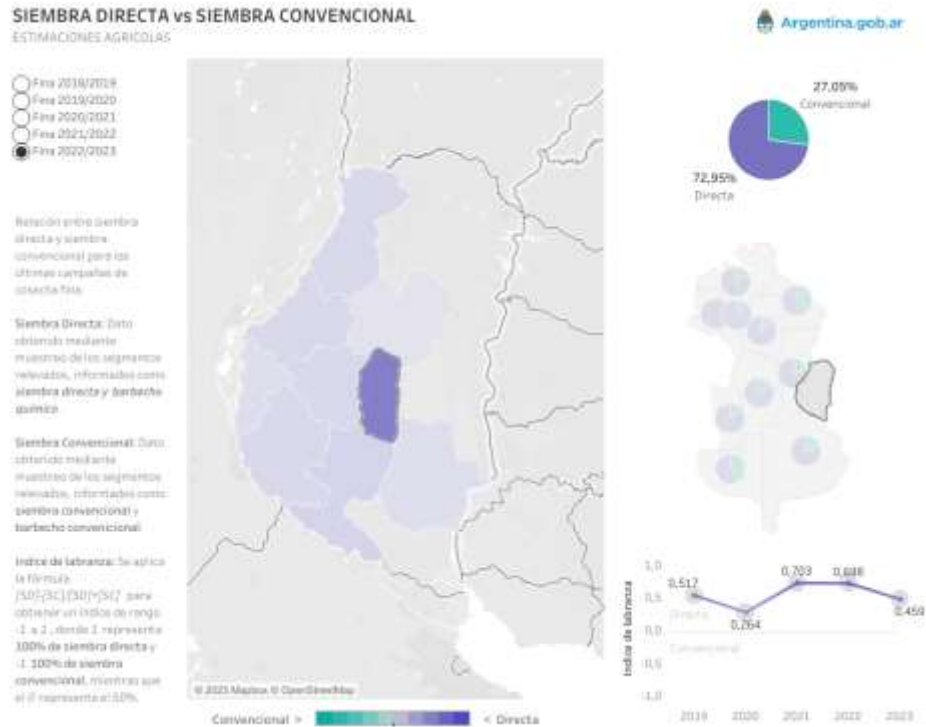 SIEMBRA DIRECTA vs SIEMBRA CONVENCIONAL
ESTIMACIONES AGRICOLAS
Argentina.gob.ar
Fina 2018/2019
Fina 2019/2020
Fina 2020/2021
Fina 2021/2022
Fina 2022/2023
27,05%
Convencional
72,95%
Directa
Relación entre siembra
directa y siembra
convencional para las
últimas campañas de
cosecha fina
Siembra Directa: Dato
obtenido mediante
muestreo de los segmentos
relevados, informados como
siembra directa y barbecho
químico
Siembra Convencional: Dato
obtenido mediante
muestreo de los segmentos
relevados, informados como
siembra convencional y
barbecho convenicional
Indice de labranza: Se aplica
la fórmula
[SD]-[SC]/[SD]+[SC] para
obtener un índice de rango
-1 a 1, donde 1 representa
100% de siembra directa y
-1 100% de siembra
convencional, mientras que
el 0 representa el 50%.
© 2023 Mapbox © OpenStreetMap
Convencional > < Directa
Indice de labranza
1,0
0,5
0,0
0,5
-1,0
Directa
Convencional
0,517
0,264
0,703
0,459
2019 2020 2021 2022 2023